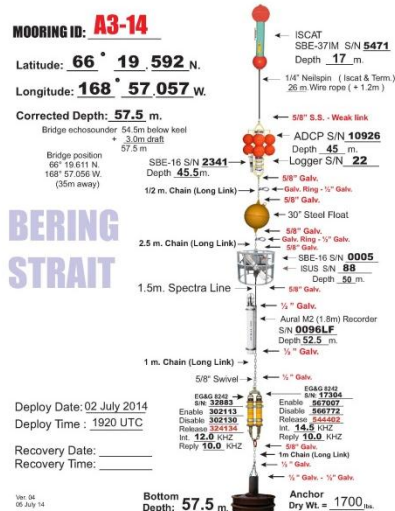 MOORING ID: A3-14
Latitude: 66 ° 19 .592 N.
Longitude: 168 ° 57.057 W.
Corrected Depth: 57.5 m.
Bridge echosounder 54.5m below keel
+ 3.0m draft
57.5 m
Bridge position
66° 19.611 N.
168° 57.056 W.
(35m away)
BERING
STRAIT
ISCAT
SBE-37IM S/N 5471
Depth 17 m.
1/4" Neilspin ( Iscat & Term.)
26 m.Wire rope ( + 1.2m )
5/8" S.S. - Weak link
ADCP S/N 10926
Depth 45 m.
Logger S/N 22
SBE-16 S/N 2341
Depth 45.5m.
5/8" Galv.
1/2 m. Chain (Long Link)
Galv. Ring - ½" Galv.
5/8" Galv.
30" Steel Float
5/8" Galv.
Galv. Ring - ½" Galv.
5/8" Galv.
2.5 m. Chain (Long Link)
SBE-16 S/N 0005
ISUS S/N 88
Depth 50 m.
5/8" Galv.
1.5m. Spectra Line
½ " Galv.
Aural M2 (1.8m) Recorder
S/N 0096LF
Depth 52.5 m.
½ " Galv.
1 m. Chain (Long Link)
5/8" Swivel
½ " Galv.
EG&G 8242
S/N: 32883
Enable 302113
Disable 302130
Release 324134
Int. 12.0 KHZ
Reply 10.0 KHZ
EG&G 8242
S/N: 17304
Enable 567007
Disable 566772
Release 544402
Int. 14.5 KHZ
Reply 10.0 KHZ
5/8" Galv.
1m Chain (Long Link)
½ " Galv.
½ " Galv. - ½" Galv.
Deploy Date: 02 July 2014
Deploy Time : 1920 UTC
Recovery Date:
Recovery Time:
Ver. 04
05 July 14
Bottom
Depth: 57.5 m.
Anchor
Dry Wt. = 1700 lbs.